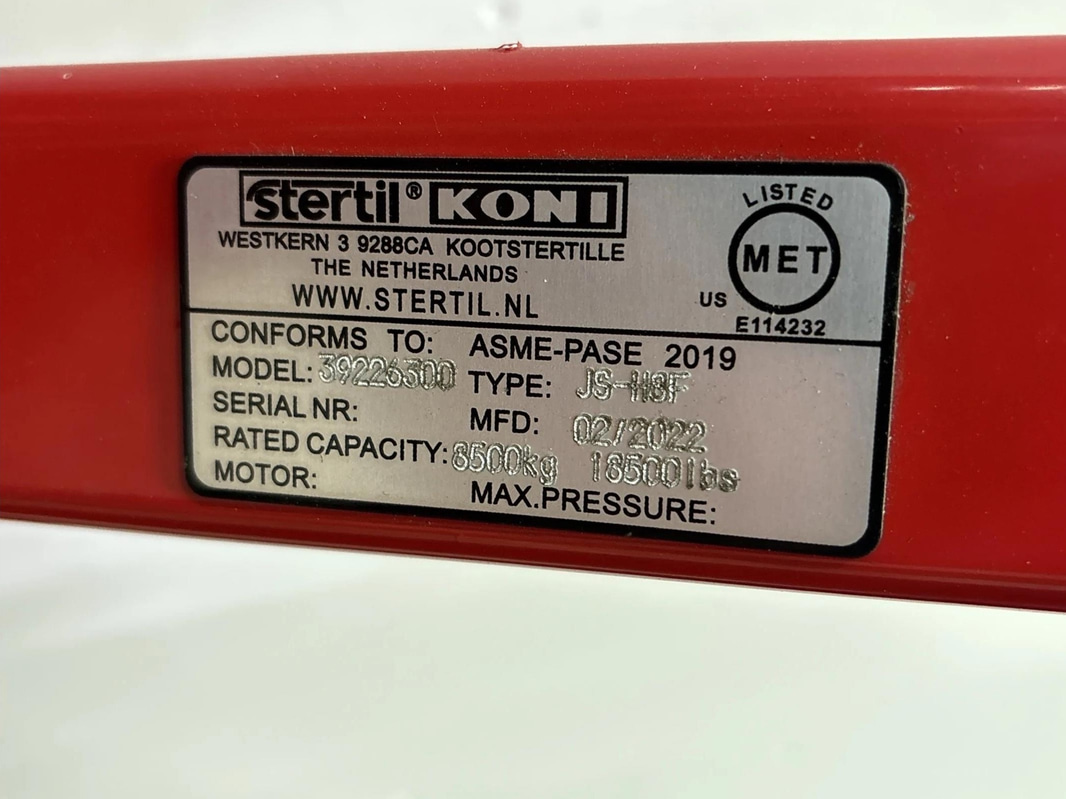 stertil® KONI
WESTKERN 3 9288CA KOOTSTERTILLE
THE NETHERLANDS
WWW.STERTIL.NL
LISTED
MET
US
E114232
CONFORMS TO: ASME-PASE 2019
MODEL: 39226300 TYPE: JS-H8F
SERIAL NR: MFD: 02/2022
RATED CAPACITY: 8500kg 18500lbs
MOTOR: MAX.PRESSURE: